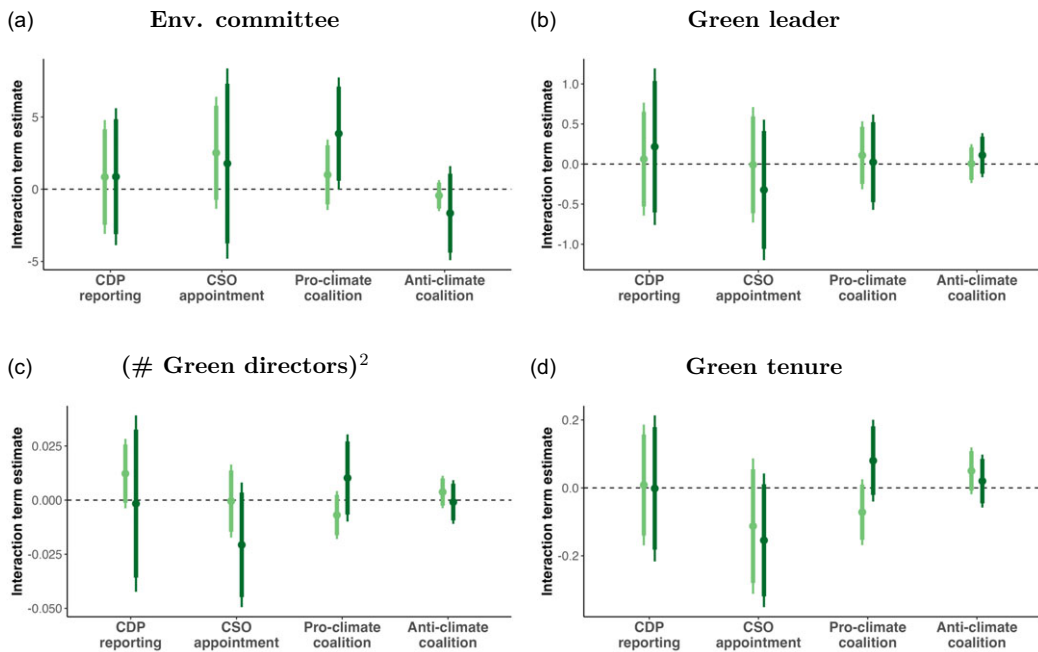 (a) Env. committee
Interaction term estimate
5
0
-5
CDP reporting
CSO appointment
Pro-climate coalition
Anti-climate coalition
(b) Green leader
Interaction term estimate
1.0
0.5
0.0
-0.5
-1.0
CDP reporting
CSO appointment
Pro-climate coalition
Anti-climate coalition
(c) (# Green directors)²
Interaction term estimate
0.025
0.000
-0.025
-0.050
CDP reporting
CSO appointment
Pro-climate coalition
Anti-climate coalition
(d) Green tenure
Interaction term estimate
0.2
0.0
-0.2
CDP reporting
CSO appointment
Pro-climate coalition
Anti-climate coalition